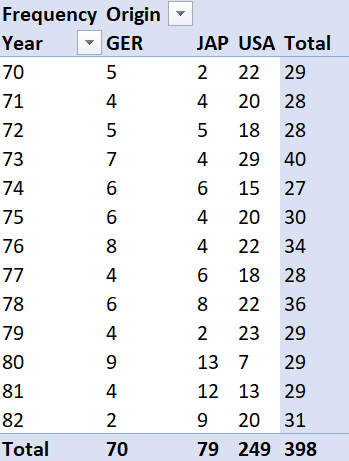 Frequency Origin
Year GER JAP USA Total
70 5 2 22 29
71 4 4 20 28
72 5 5 18 28
73 7 4 29 40
74 6 6 15 27
75 6 4 20 30
76 8 4 22 34
77 4 6 18 28
78 6 8 22 36
79 4 2 23 29
80 9 13 7 29
81 4 12 13 29
82 2 9 20 31
Total 70 79 249 398